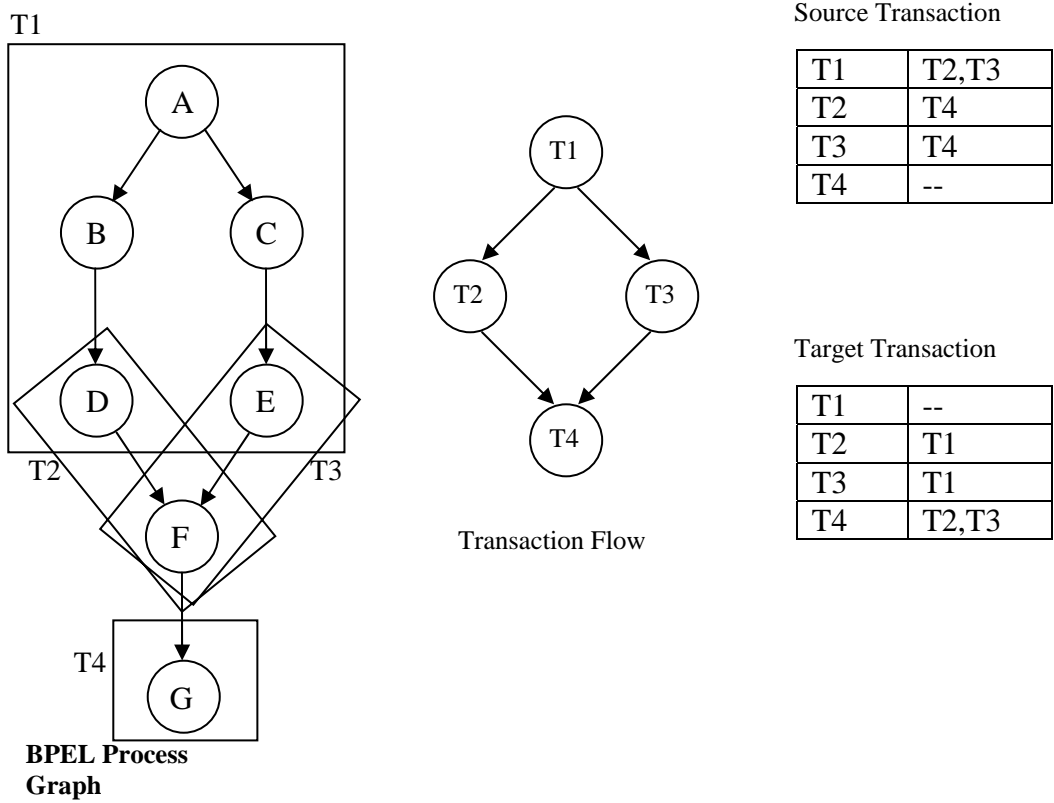 T1
A
B
C
D
E
T2
T3
F
T4
G
BPEL Process
Graph
T1
T2
T3
T4
Transaction Flow
Source Transaction
T1 T2,T3
T2 T4
T3 T4
T4 --
Target Transaction
T1 --
T2 T1
T3 T1
T4 T2,T3